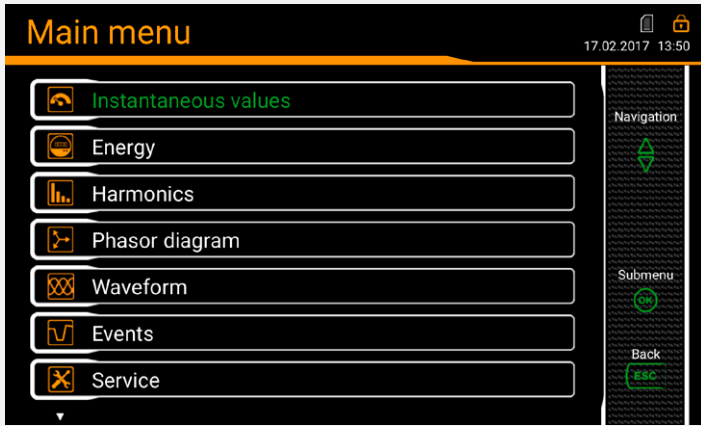 Main menu
17.02.2017 13:50
Instantaneous values
Energy
Harmonics
Phasor diagram
Waveform
Events
Service
Navigation
Submenu
OK
Back
ESC